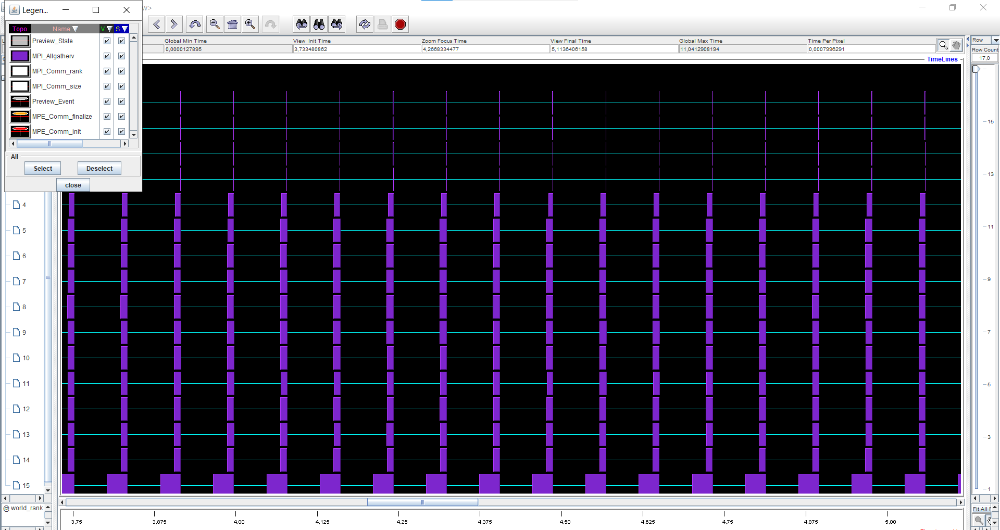 Legen...
w>
Topo Name V S
Preview_State
MPI_Allgatherv
MPI_Comm_rank
MPI_Comm_size
Preview_Event
MPE_Comm_finalize
MPE_Comm_init
All
Select Deselect
close
Global Min Time View Init Time Zoom Focus Time View Final Time Global Max Time Time Per Pixel
0,0000127895 3,733480862 4,2668334477 5,1136406158 11,0412908194 0,0007996291
TimeLines
Row
Row Count
17,0
15
13
11
9
7
5
3
1
Fit All
4
5
6
7
8
9
10
11
12
13
14
15
@ world_rank
3,75 3,875 4,00 4,125 4,25 4,375 4,50 4,625 4,75 4,875 5,00